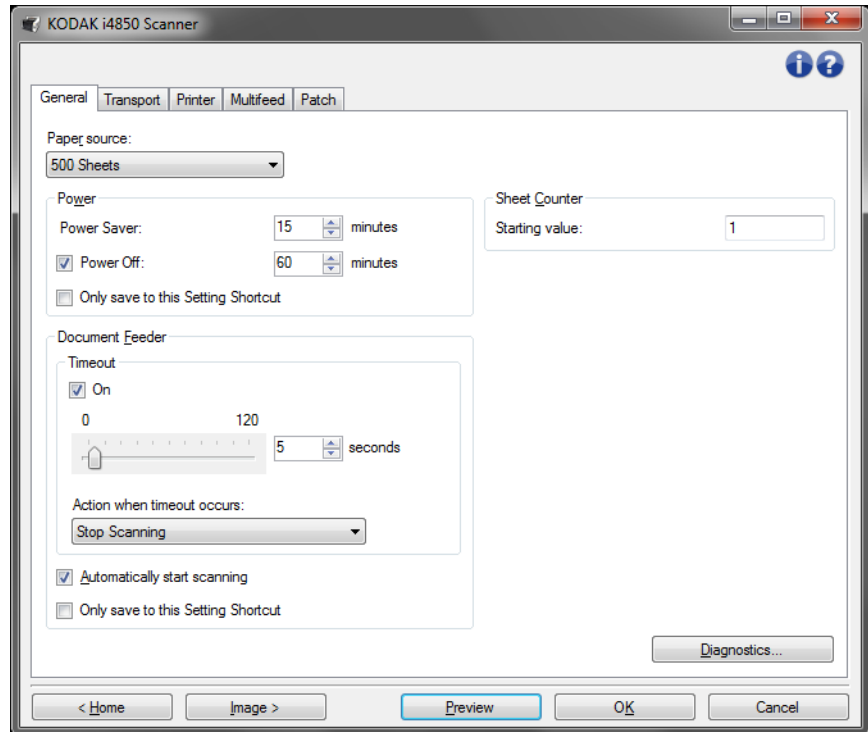 KODAK i4850 Scanner
General Transport Printer Multifeed Patch
Paper source:
500 Sheets
Power
Power Saver: 15 minutes
Power Off: 60 minutes
Only save to this Setting Shortcut
Sheet Counter
Starting value: 1
Document Feeder
Timeout
On
0 120
5 seconds
Action when timeout occurs:
Stop Scanning
Automatically start scanning
Only save to this Setting Shortcut
Diagnostics...
< Home Image > Preview OK Cancel